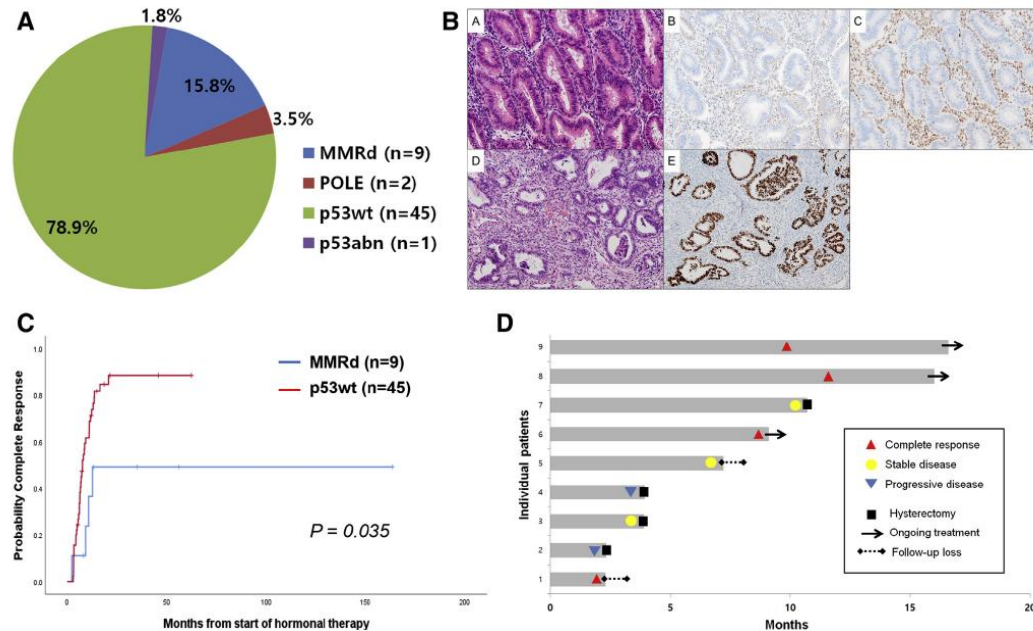 A
1.8%
15.8%
3.5%
78.9%
MMRd (n=9)
POLE (n=2)
p53wt (n=45)
p53abn (n=1)
B
A
B
C
D
E
C
Probability Complete Response
1.0
0.8
0.6
0.4
0.2
0.0
MMRd (n=9)
p53wt (n=45)
P = 0.035
0
50
100
150
200
Months from start of hormonal therapy
D
Individual patients
9
8
7
6
5
4
3
2
1
Complete response
Stable disease
Progressive disease
Hysterectomy
Ongoing treatment
Follow-up loss
0
5
10
15
20
Months